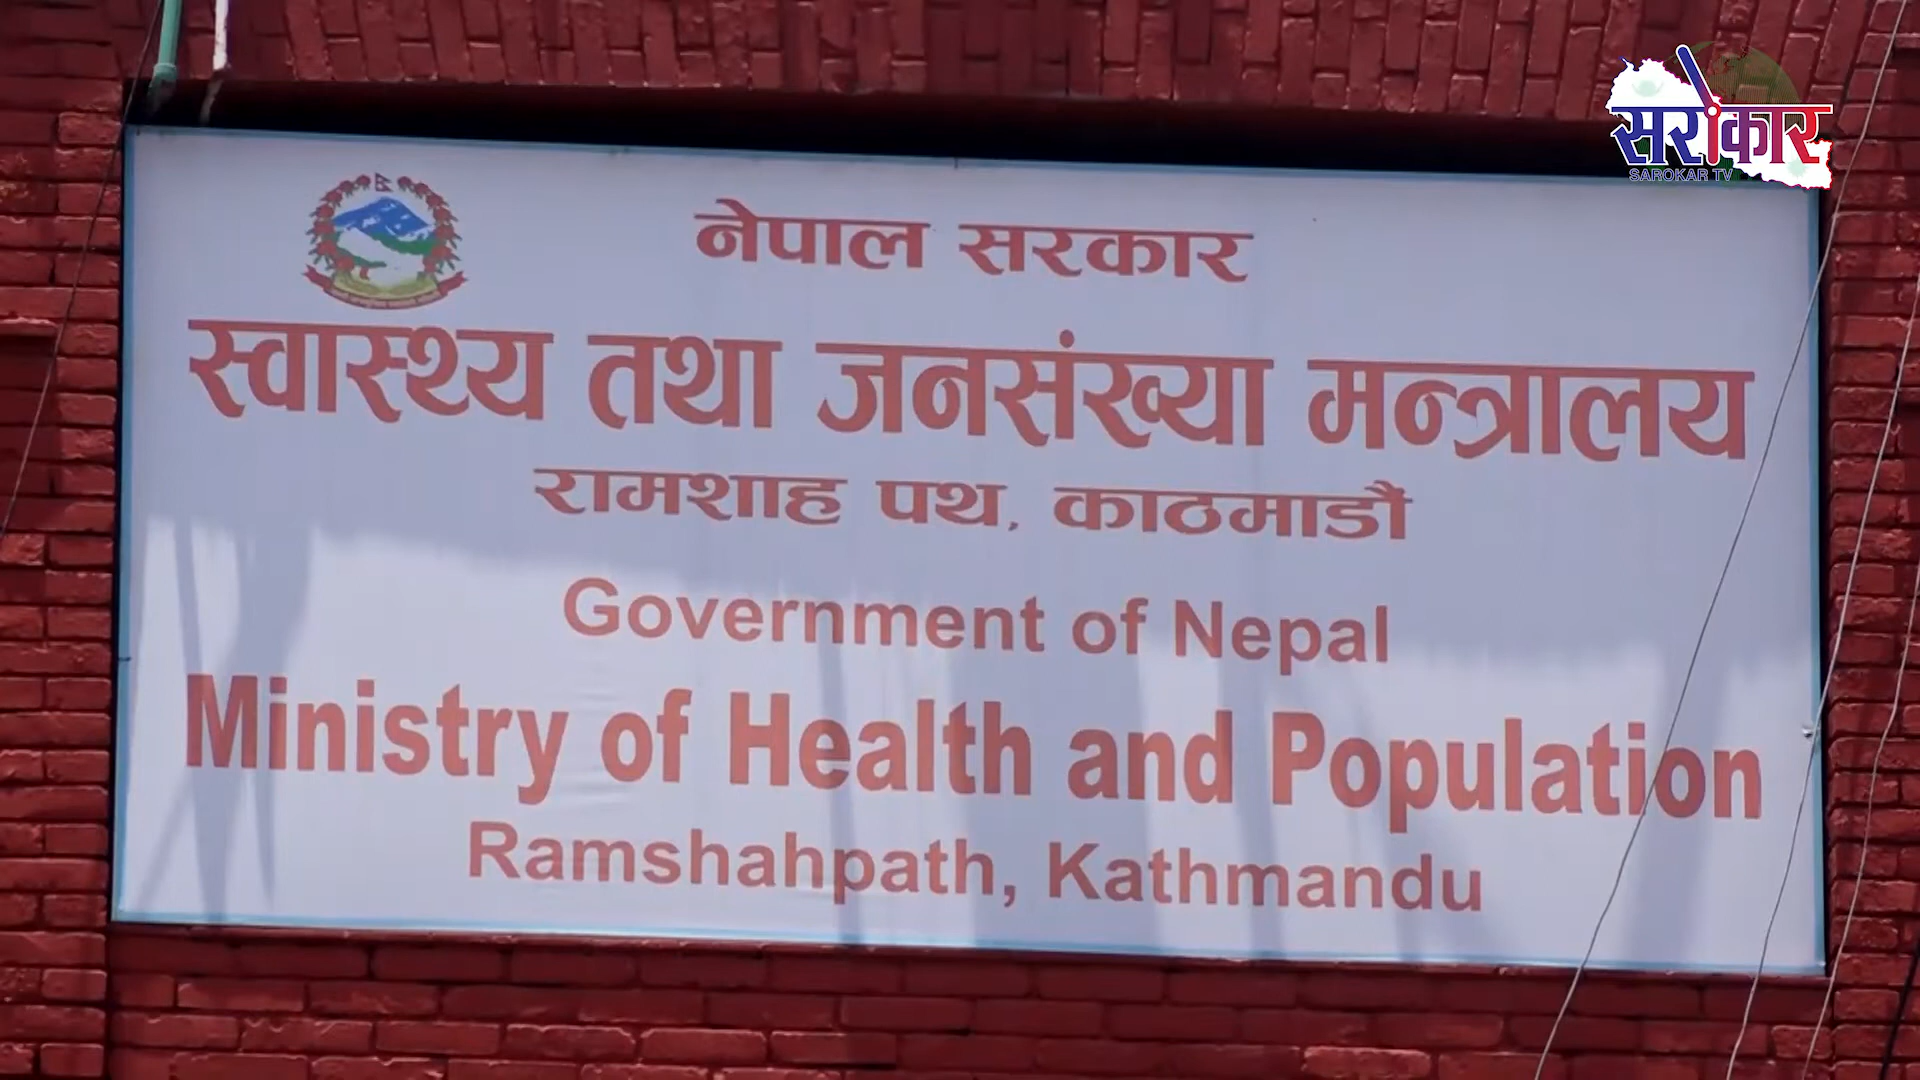 सरोकार
SAROKAR TV
नेपाल सरकार
स्वास्थ्य तथा जनसंख्या मन्त्रालय
रामशाह पथ, काठमाडौं
Government of Nepal
Ministry of Health and Population
Ramshahpath, Kathmandu